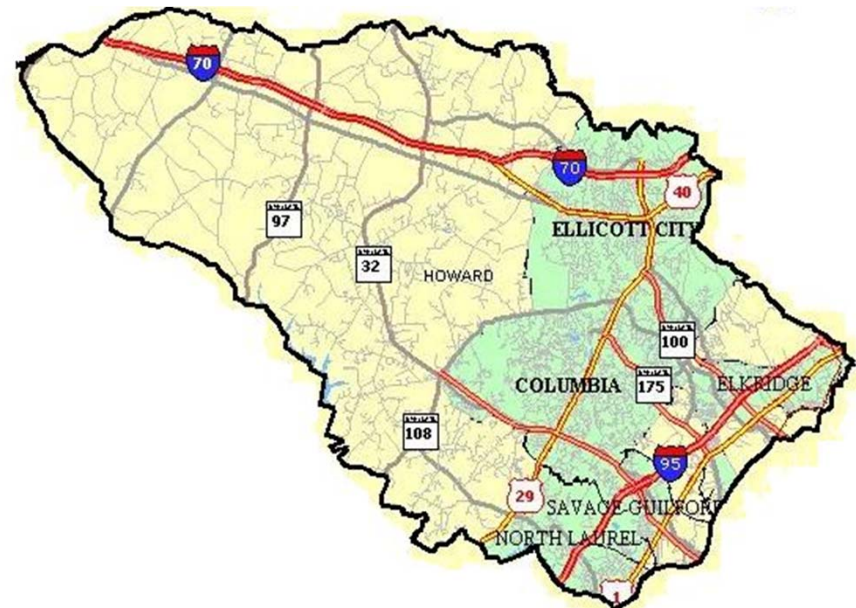 70
70
40
ELLICOTT CITY
97
32
HOWARD
100
COLUMBIA
175
ELKRIDGE
108
95
29
SAVAGE-GUILFORD
NORTH LAUREL
1